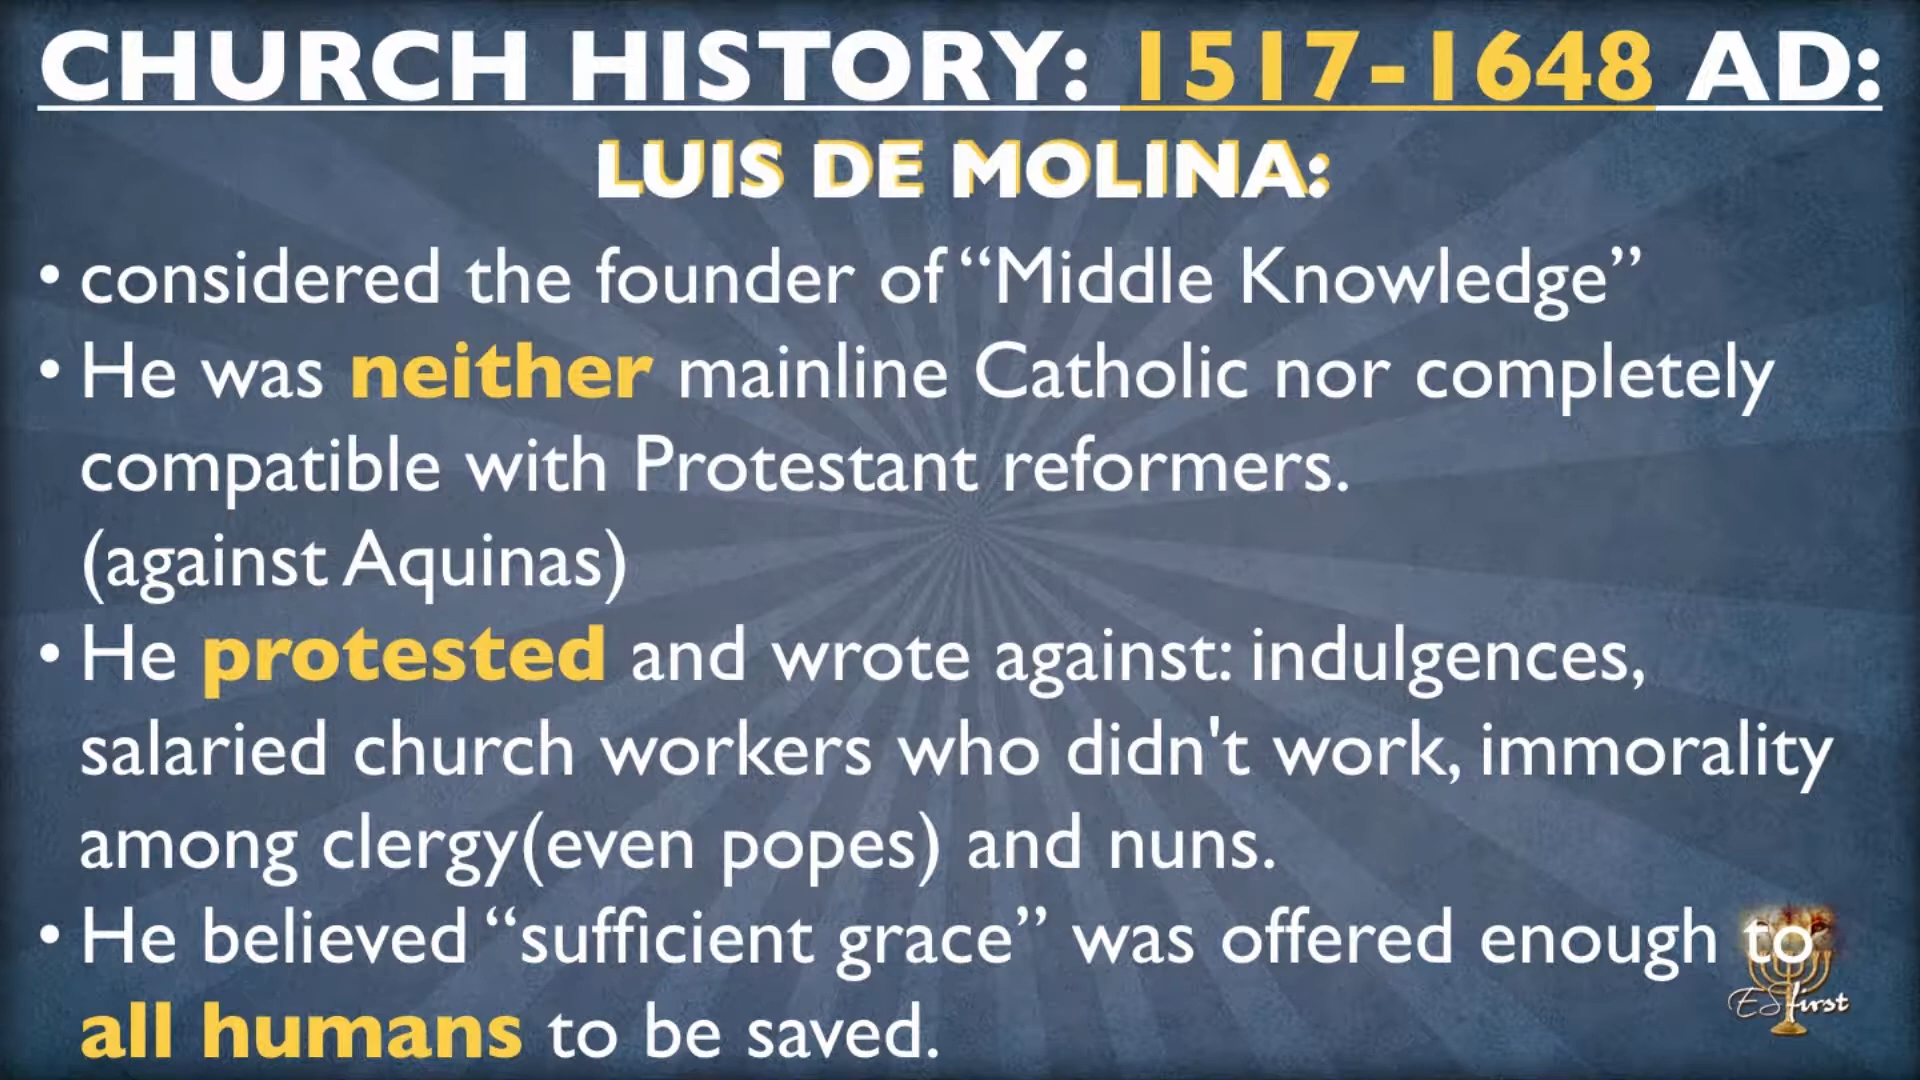 CHURCH HISTORY: 1517-1648 AD:
LUIS DE MOLINA:
• considered the founder of “Middle Knowledge”
• He was neither mainline Catholic nor completely
compatible with Protestant reformers.
(against Aquinas)
• He protested and wrote against: indulgences,
salaried church workers who didn't work, immorality
among clergy(even popes) and nuns.
• He believed “sufficient grace” was offered enough to
all humans to be saved.
ESfirst